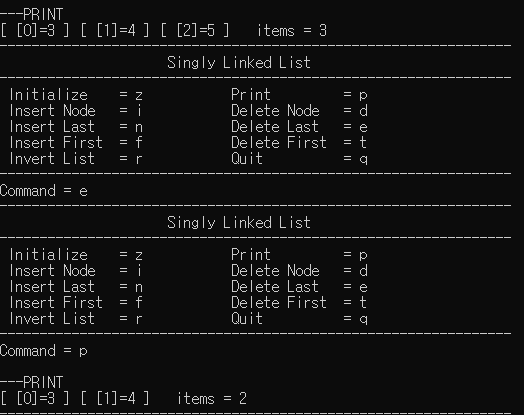 ---PRINT
[ [0]=3 ] [ [1]=4 ] [ [2]=5 ]   items = 3
----------------------------------------------------------------
                     Singly Linked List
----------------------------------------------------------------
 Initialize    = z           Print         = p
 Insert Node   = i           Delete Node   = d
 Insert Last   = n           Delete Last   = e
 Insert First  = f           Delete First  = t
 Invert List   = r           Quit          = q
----------------------------------------------------------------
Command = e
----------------------------------------------------------------
                     Singly Linked List
----------------------------------------------------------------
 Initialize    = z           Print         = p
 Insert Node   = i           Delete Node   = d
 Insert Last   = n           Delete Last   = e
 Insert First  = f           Delete First  = t
 Invert List   = r           Quit          = q
----------------------------------------------------------------
Command = p

---PRINT
[ [0]=3 ] [ [1]=4 ]   items = 2
----------------------------------------------------------------